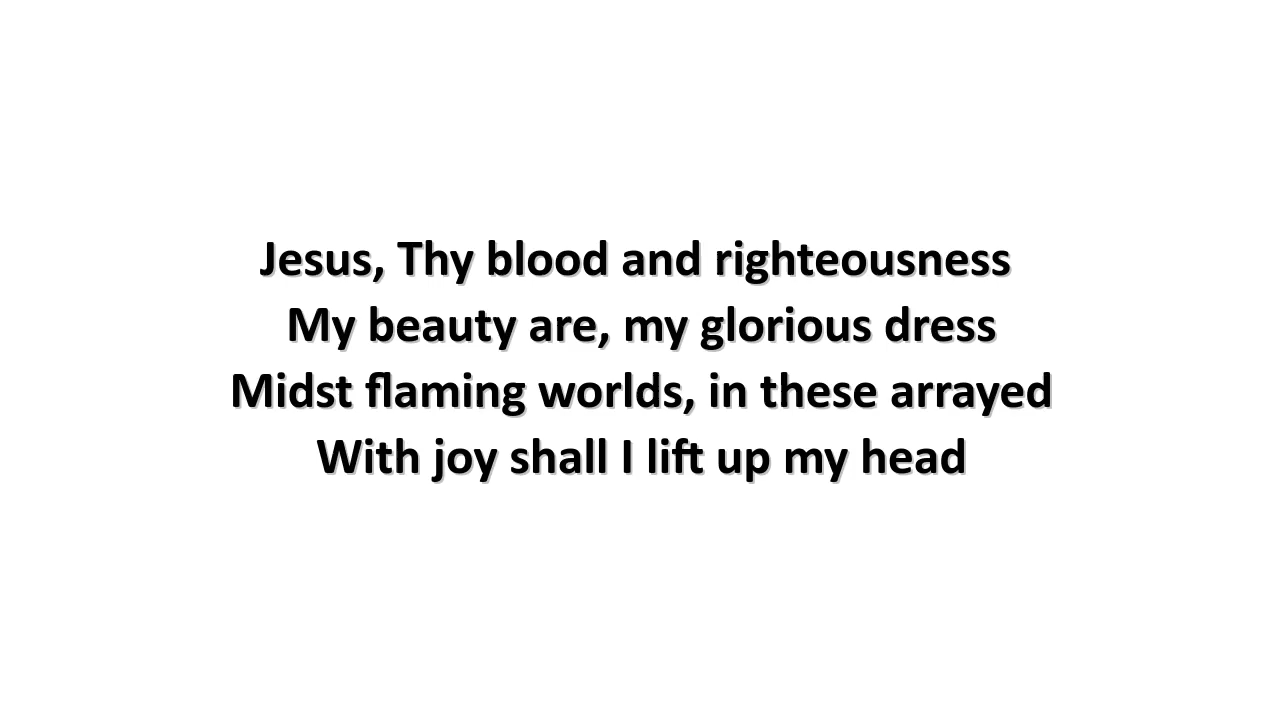 Jesus, Thy blood and righteousness
My beauty are, my glorious dress
Midst flaming worlds, in these arrayed
With joy shall I lift up my head